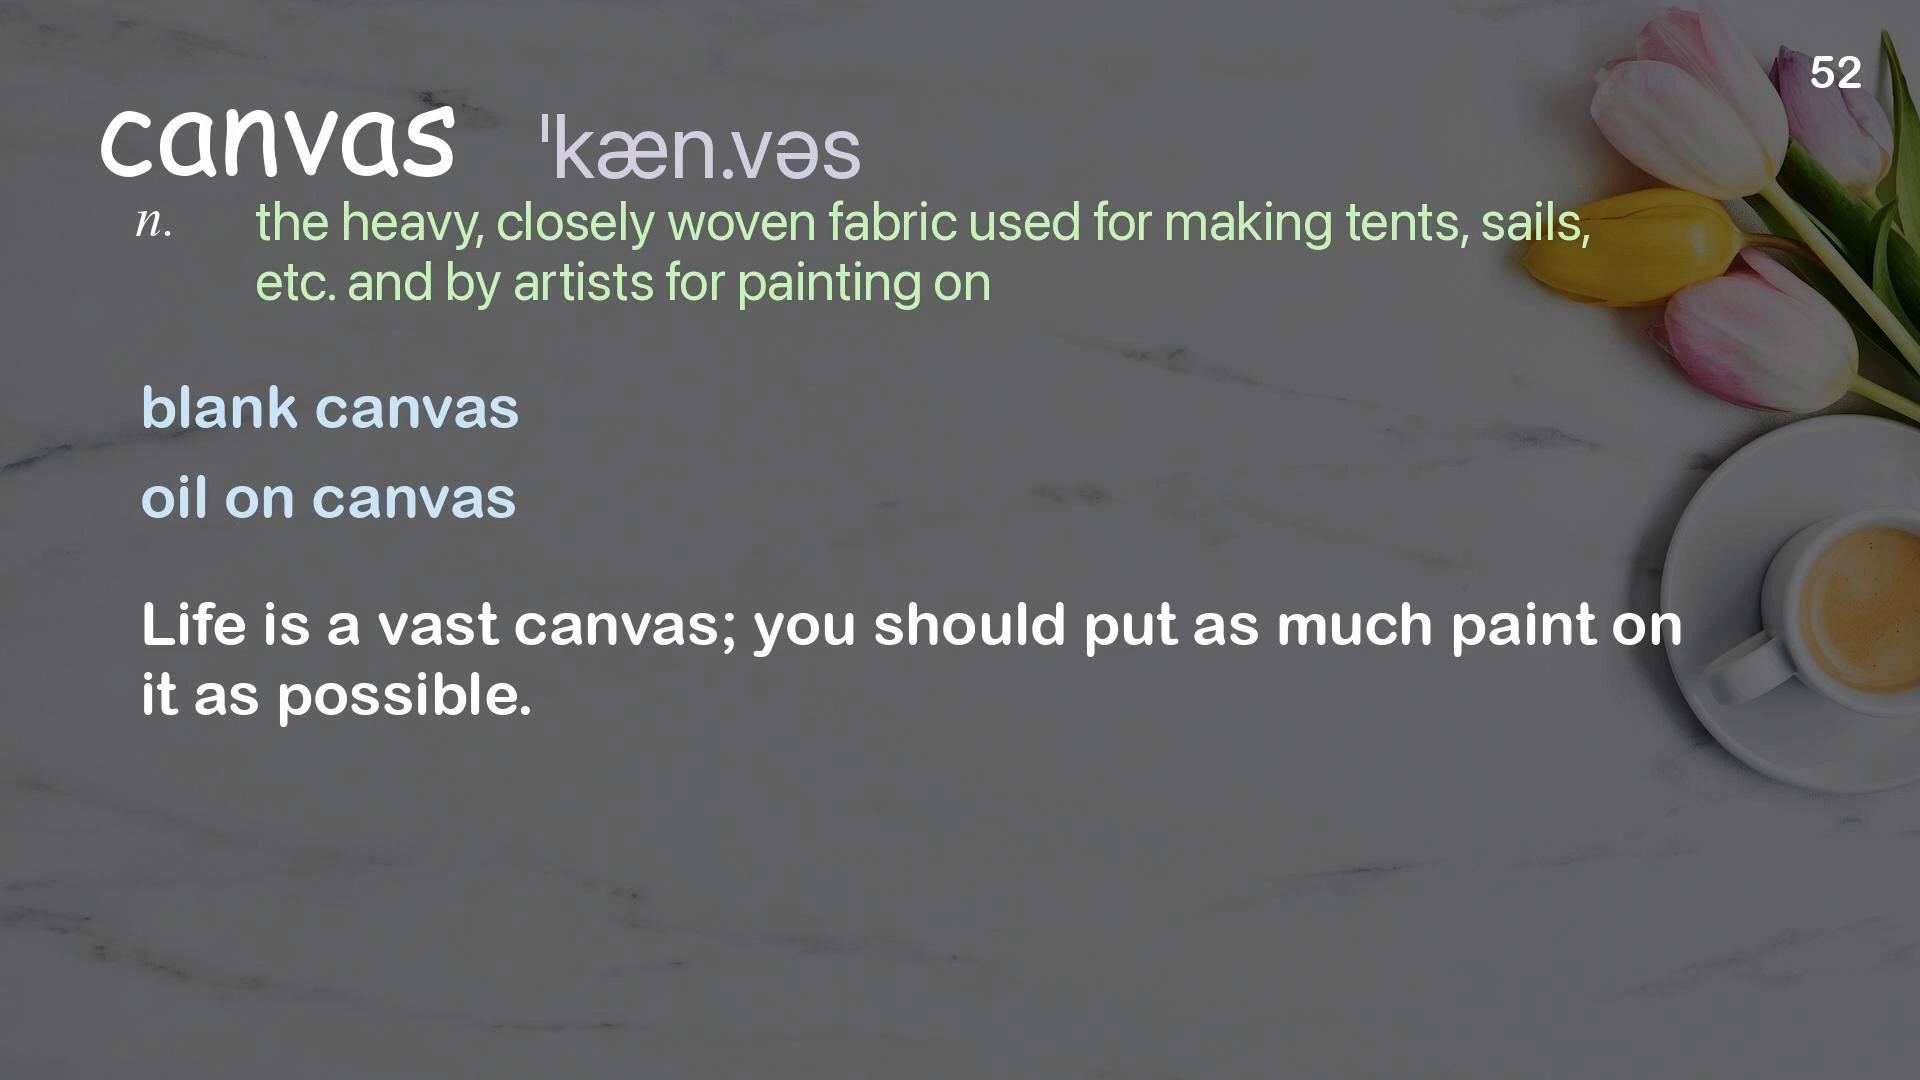 52
canvas ˈkæn.vəs
n. the heavy, closely woven fabric used for making tents, sails,
etc. and by artists for painting on
blank canvas
oil on canvas
Life is a vast canvas; you should put as much paint on
it as possible.